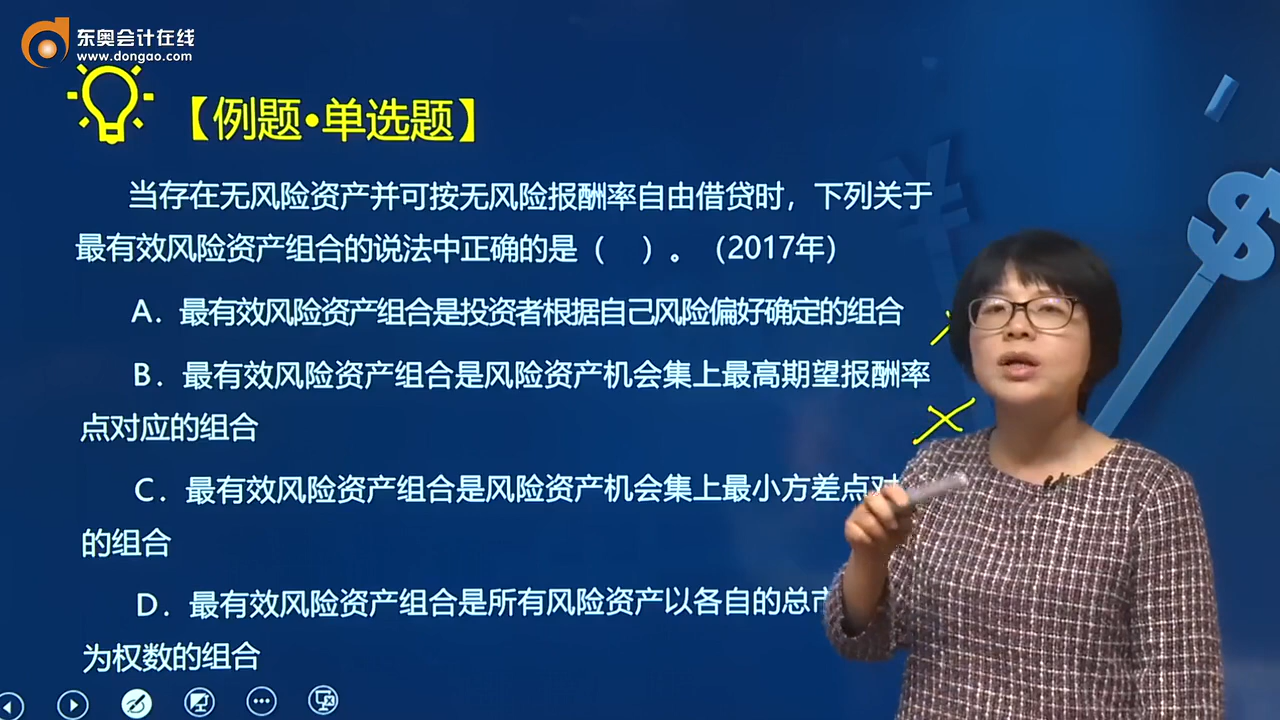 东奥会计在线
www.dongao.com
【例题•单选题】
当存在无风险资产并可按无风险报酬率自由借贷时，下列关于
最有效风险资产组合的说法中正确的是（ ）。（2017年）
A．最有效风险资产组合是投资者根据自己风险偏好确定的组合
B．最有效风险资产组合是风险资产机会集上最高期望报酬率
点对应的组合
C．最有效风险资产组合是风险资产机会集上最小方差点对
的组合
D．最有效风险资产组合是所有风险资产以各自的总市
为权数的组合